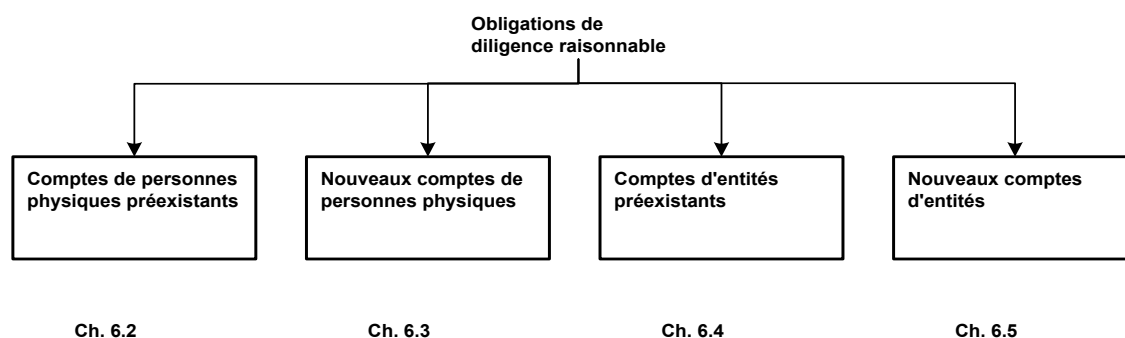 Obligations de
diligence raisonnable
Comptes de personnes
physiques préexistants
Nouveaux comptes de
personnes physiques
Comptes d'entités
préexistants
Nouveaux comptes
d'entités
Ch. 6.2
Ch. 6.3
Ch. 6.4
Ch. 6.5